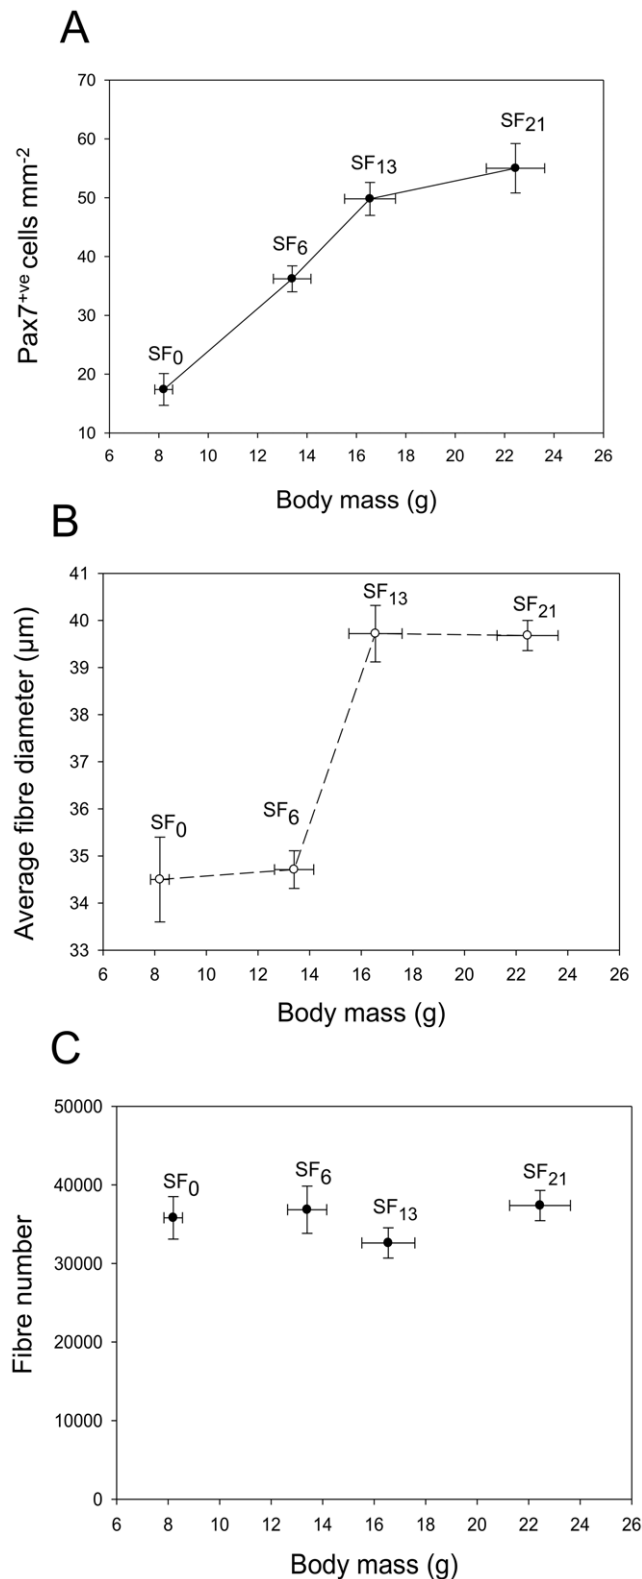 A
70
60
50
40
30
20
10
Pax7+ve cells mm-2
SF0
SF6
SF13
SF21
6 8 10 12 14 16 18 20 22 24 26
Body mass (g)
B
41
40
39
38
37
36
35
34
33
Average fibre diameter (µm)
SF0
SF6
SF13
SF21
6 8 10 12 14 16 18 20 22 24 26
Body mass (g)
C
50000
40000
30000
20000
10000
0
Fibre number
SF0
SF6
SF13
SF21
6 8 10 12 14 16 18 20 22 24 26
Body mass (g)